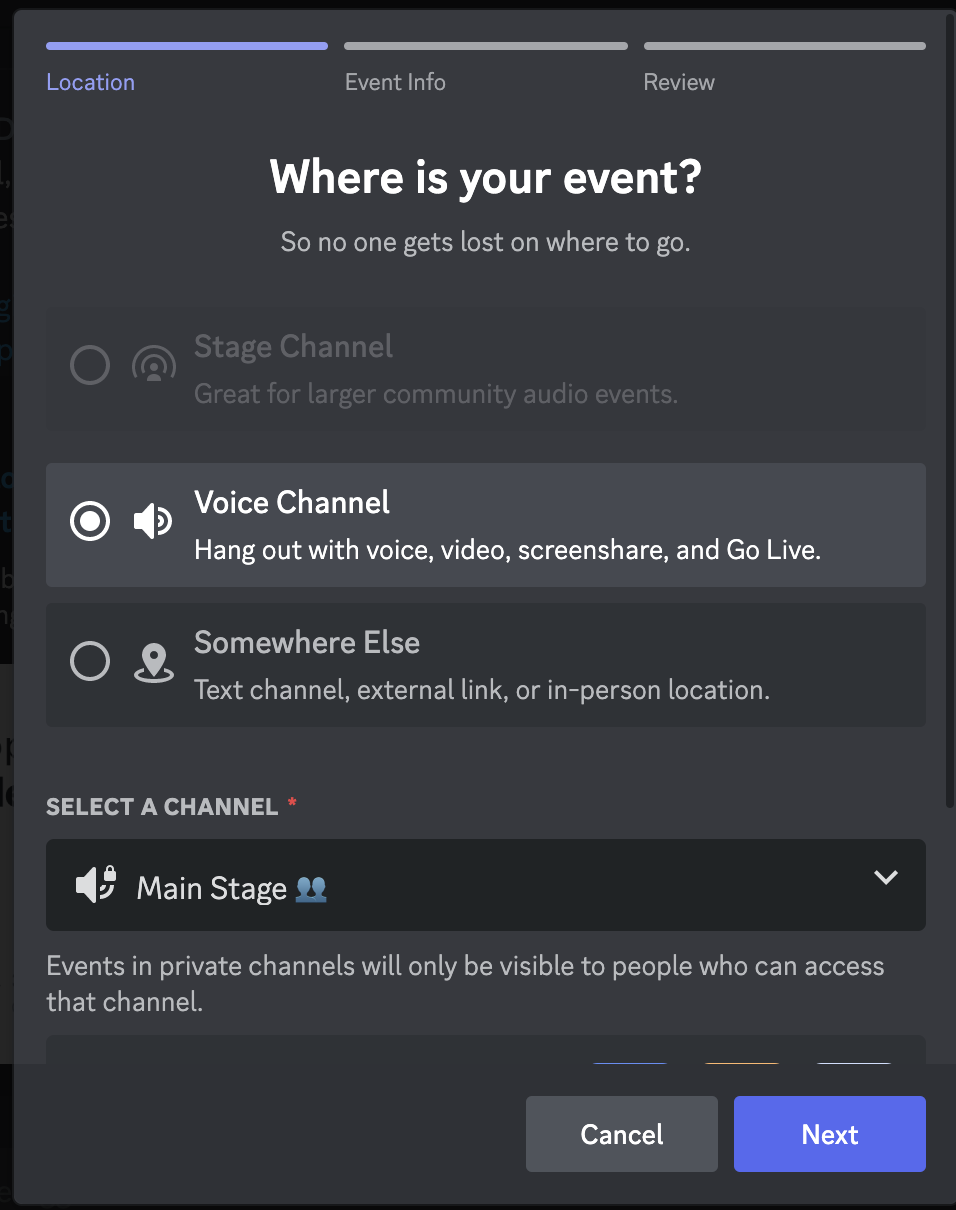 Location
Event Info
Review
Where is your event?
So no one gets lost on where to go.
Stage Channel
Great for larger community audio events.
Voice Channel
Hang out with voice, video, screenshare, and Go Live.
Somewhere Else
Text channel, external link, or in-person location.
SELECT A CHANNEL *
Main Stage 👥
Events in private channels will only be visible to people who can access
that channel.
Cancel
Next